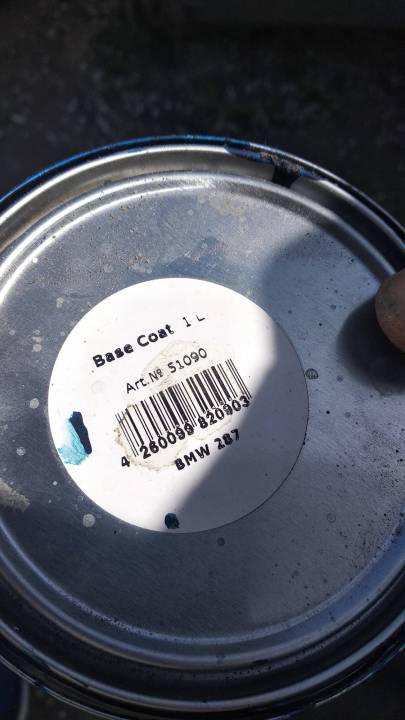 Base Coat 1 L
Art.№ 51090
4 260099 820903
BMW 287